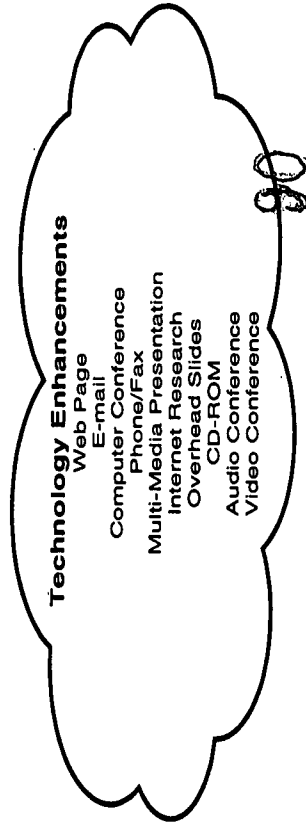 Technology Enhancements
Web Page
E-mail
Computer Conference
Phone/Fax
Multi-Media Presentation
Internet Research
Overhead Slides
CD-ROM
Audio Conference
Video Conference